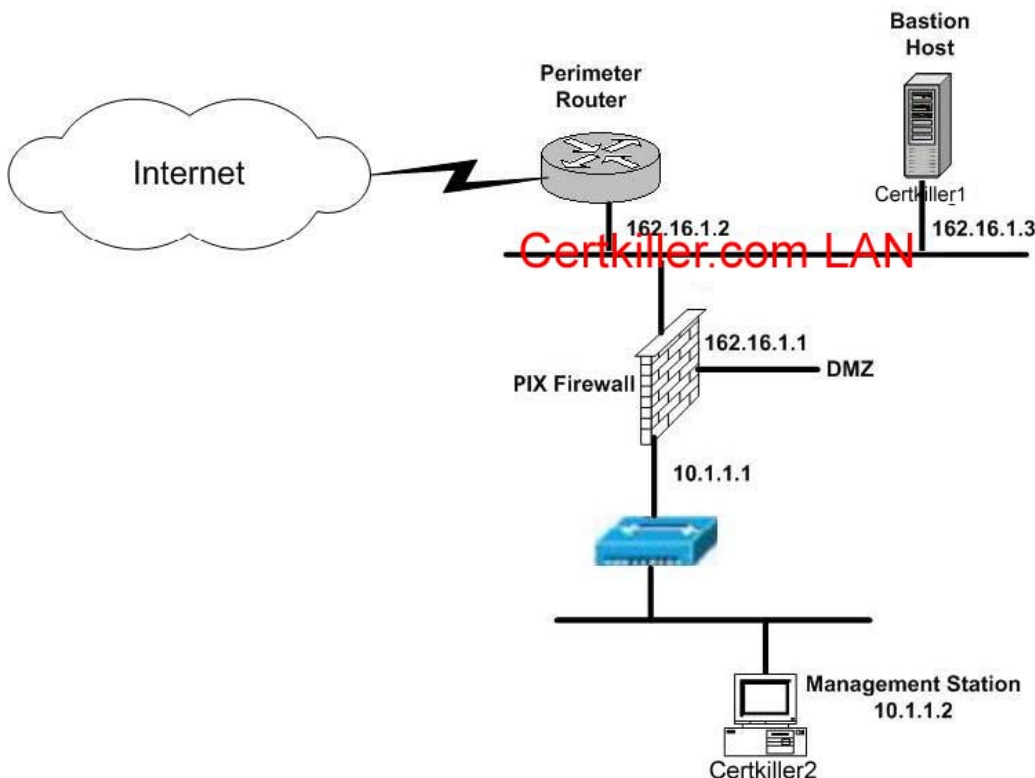 Bastion
Host
Perimeter
Router
Internet
Certkiller1
162.16.1.2
162.16.1.3
Certkiller.com LAN
162.16.1.1
PIX Firewall
DMZ
10.1.1.1
Management Station
10.1.1.2
Certkiller2